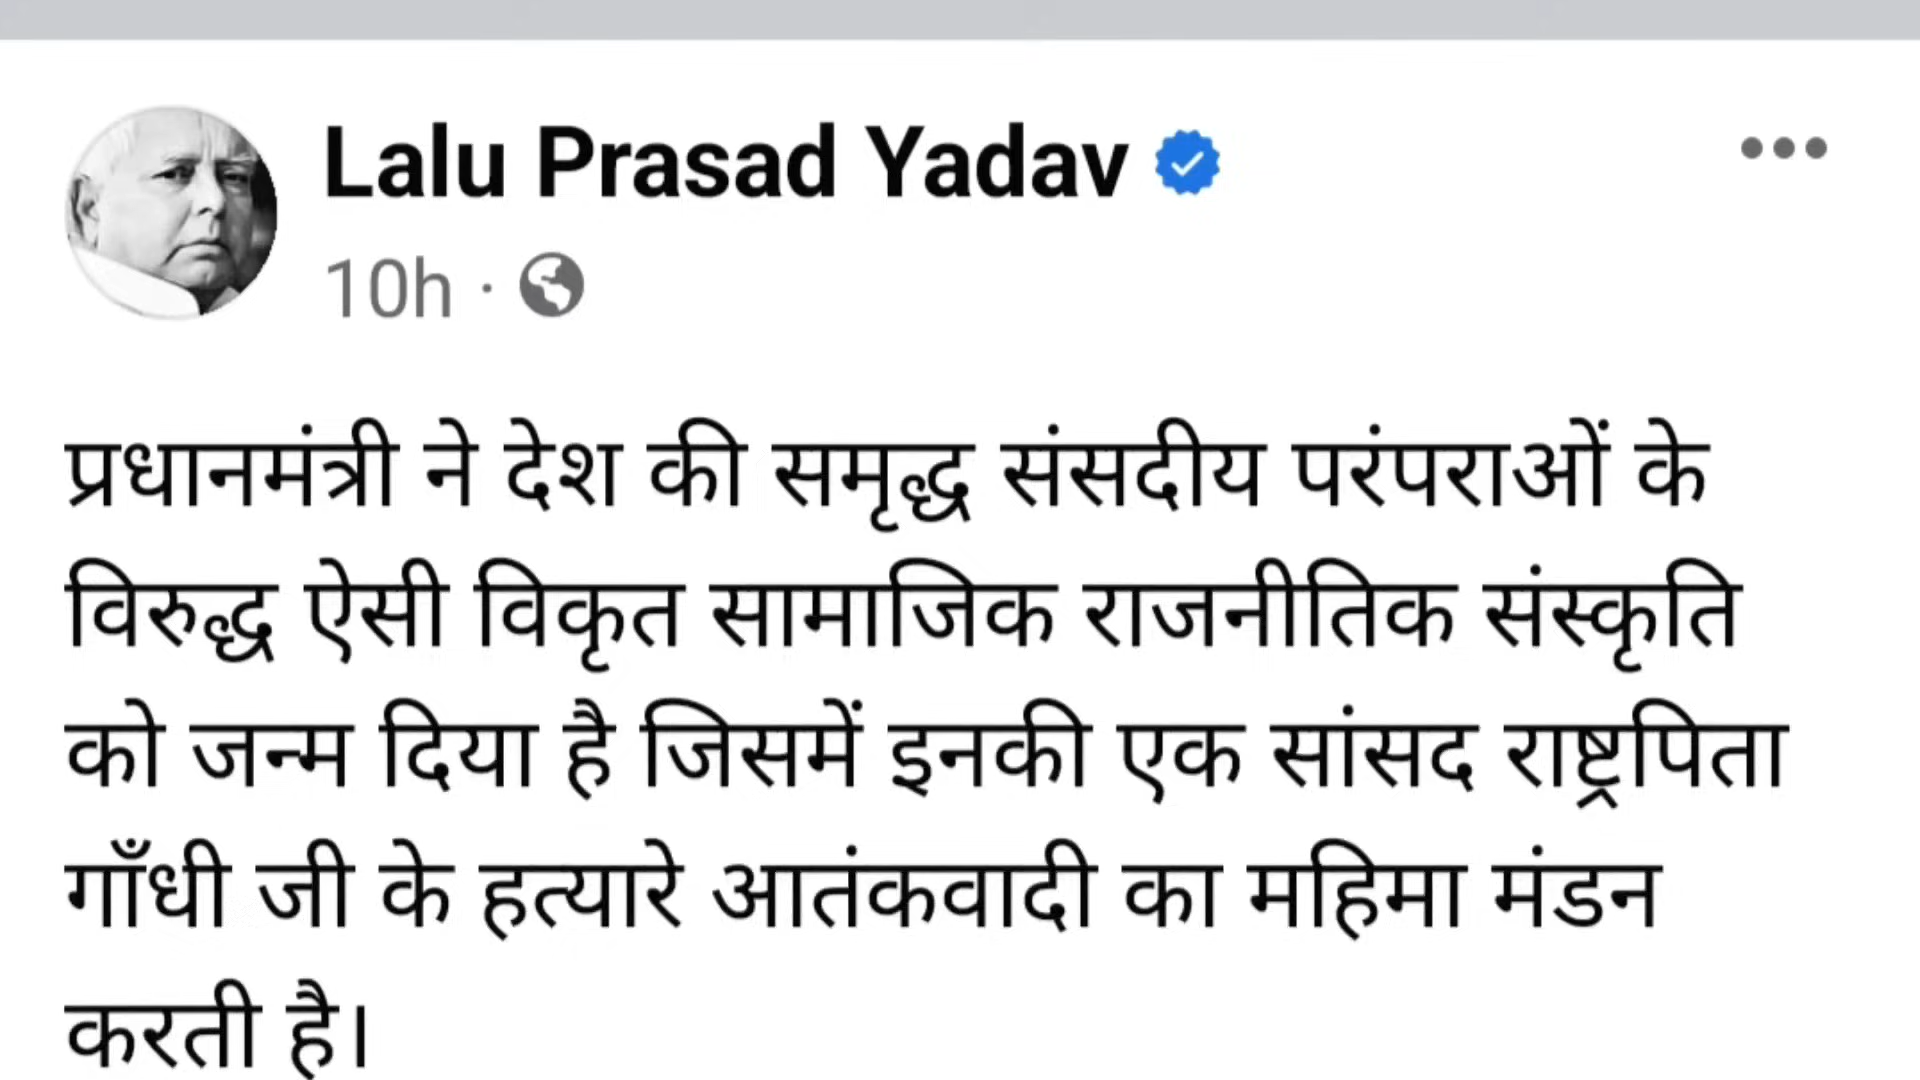 Lalu Prasad Yadav
10h ·
प्रधानमंत्री ने देश की समृद्ध संसदीय परंपराओं के
विरुद्ध ऐसी विकृत सामाजिक राजनीतिक संस्कृति
को जन्म दिया है जिसमें इनकी एक सांसद राष्ट्रपिता
गाँधी जी के हत्यारे आतंकवादी का महिमा मंडन
करती है।